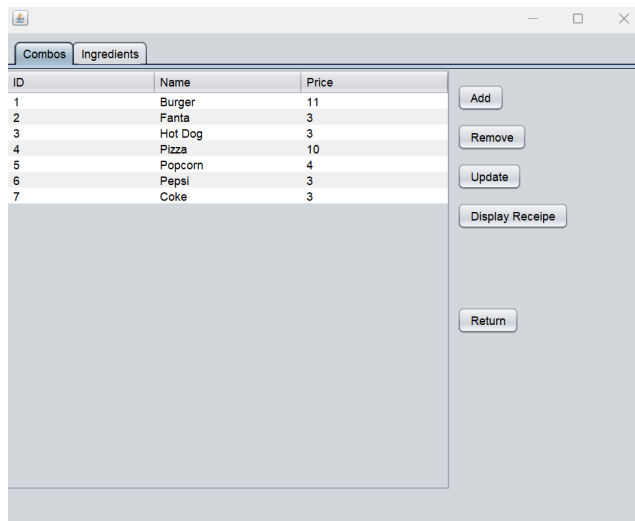 Combos Ingredients
ID Name Price
1 Burger 11
2 Fanta 3
3 Hot Dog 3
4 Pizza 10
5 Popcorn 4
6 Pepsi 3
7 Coke 3
Add
Remove
Update
Display Receipe
Return